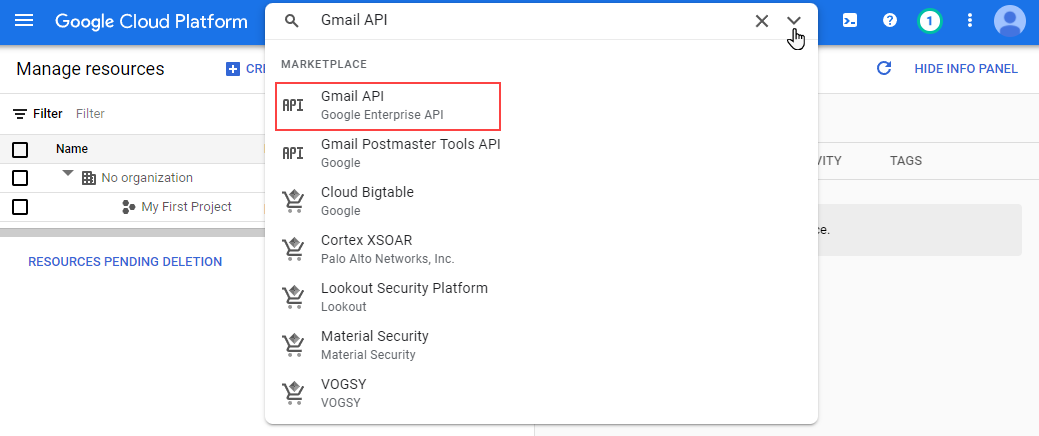 Google Cloud Platform
Gmail API
1
Manage resources
CRE
HIDE INFO PANEL
MARKETPLACE
Gmail API
API
Google Enterprise API
Gmail Postmaster Tools API
API
Google
Cloud Bigtable
Google
Cortex XSOAR
Palo Alto Networks, Inc.
Lookout Security Platform
Lookout
Material Security
Material Security
VOGSY
VOGSY
Filter Filter
Name
No organization
My First Project
RESOURCES PENDING DELETION
VITY
TAGS
ce.